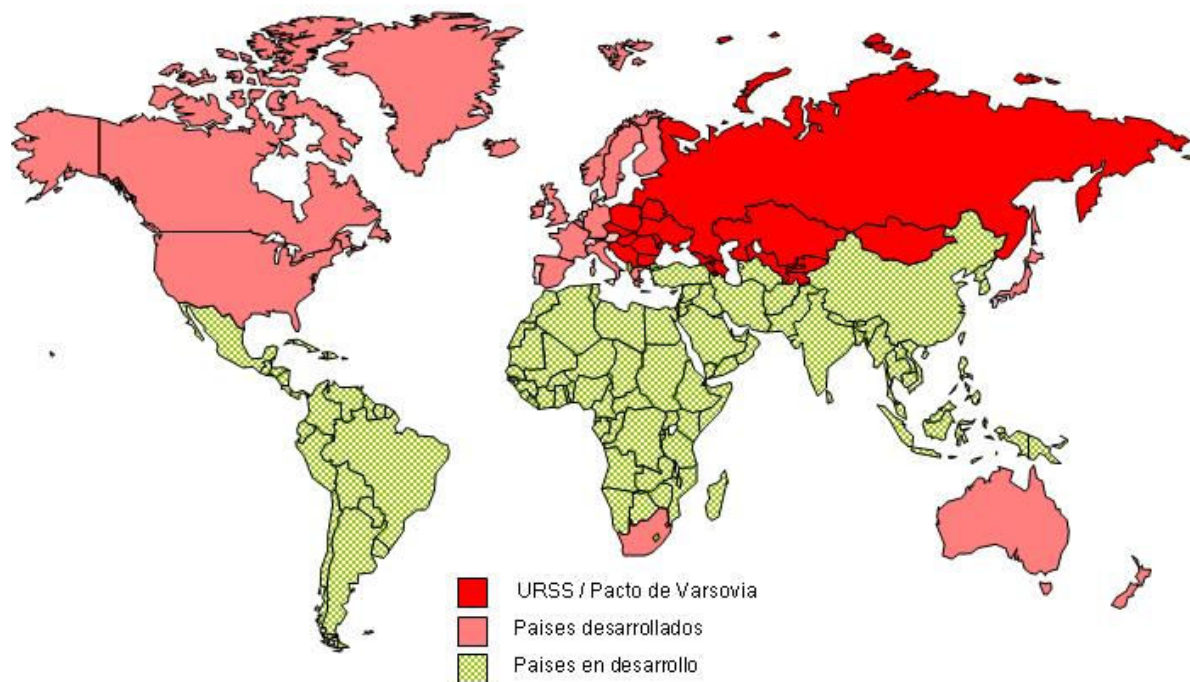 URSS / Pacto de Varsovia
Paises desarrollados
Paises en desarrollo